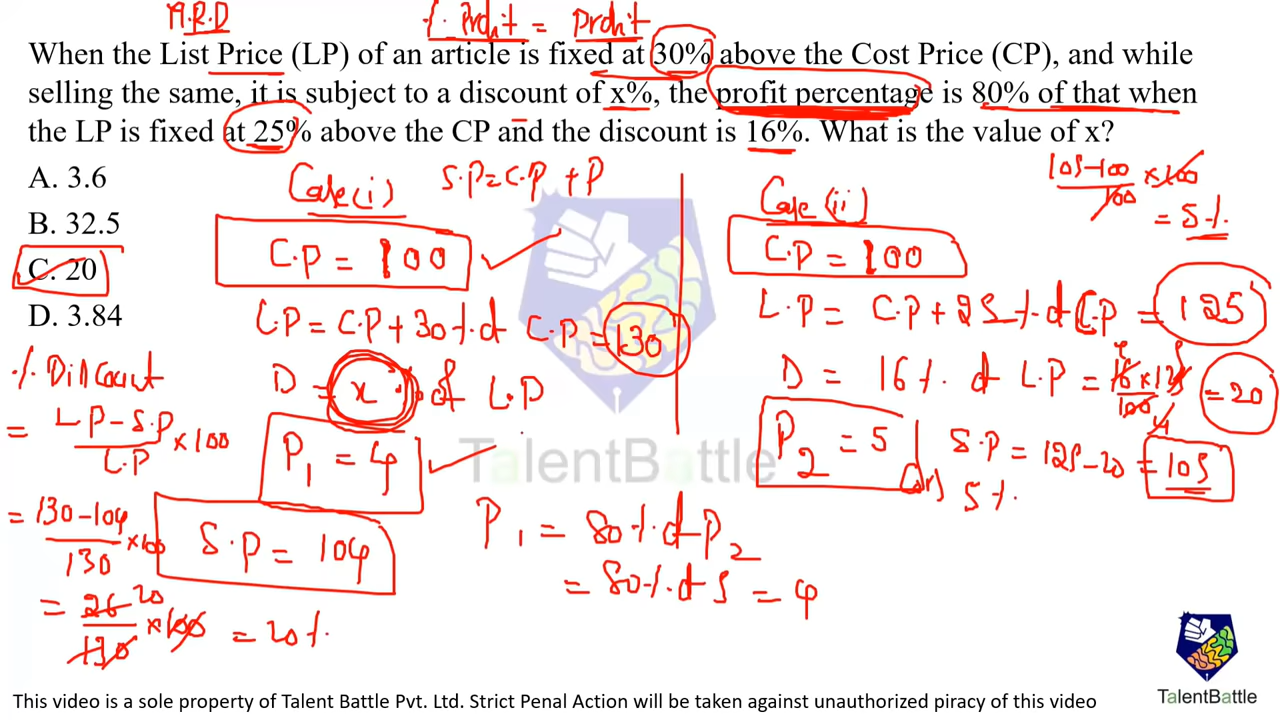 M.R.D
% Profit = Profit
When the List Price (LP) of an article is fixed at 30% above the Cost Price (CP), and while
selling the same, it is subject to a discount of x%, the profit percentage is 80% of that when
the LP is fixed at 25% above the CP and the discount is 16%. What is the value of x?
A. 3.6
B. 32.5
C. 20
D. 3.84
Case (i)
S.P = C.P + P
C.P = 100
L.P = C.P + 30% of C.P = 130
D = x % of L.P
P1 = 4
S.P = 104
% Discount
= L.P - S.P / L.P × 100
= 130 - 104 / 130 × 100
= 26 20 / 130 × 100 = 20%
Case (ii)
105 - 100 / 100 × 100
= 5%
C.P = 100
L.P = C.P + 25% of C.P = 125
D = 16% of L.P = 16 × 125 / 100 = 20
4 5
4
P2 = 5
(or) 5%
S.P = 125 - 20 = 105
P1 = 80% of P2
= 80% of 5 = 4
TalentBattle
TalentBattle
This video is a sole property of Talent Battle Pvt. Ltd. Strict Penal Action will be taken against unauthorized piracy of this video